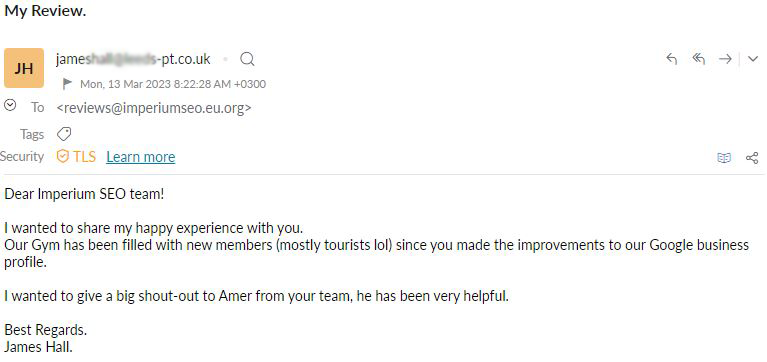 My Review.
JH
james -pt.co.uk
Mon, 13 Mar 2023 8:22:28 AM +0300
To <reviews@imperiumseo.eu.org>
Tags
Security TLS Learn more
Dear Imperium SEO team!
I wanted to share my happy experience with you.
Our Gym has been filled with new members (mostly tourists lol) since you made the improvements to our Google business
profile.
I wanted to give a big shout-out to Amer from your team, he has been very helpful.
Best Regards.
James Hall.